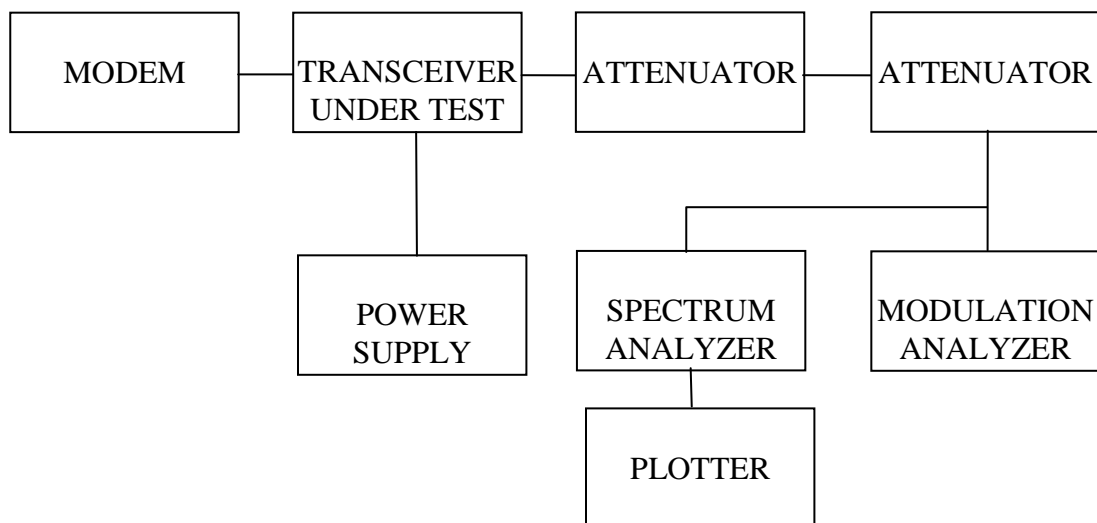 MODEM
TRANSCEIVER
UNDER TEST
ATTENUATOR
ATTENUATOR
POWER
SUPPLY
SPECTRUM
ANALYZER
MODULATION
ANALYZER
PLOTTER